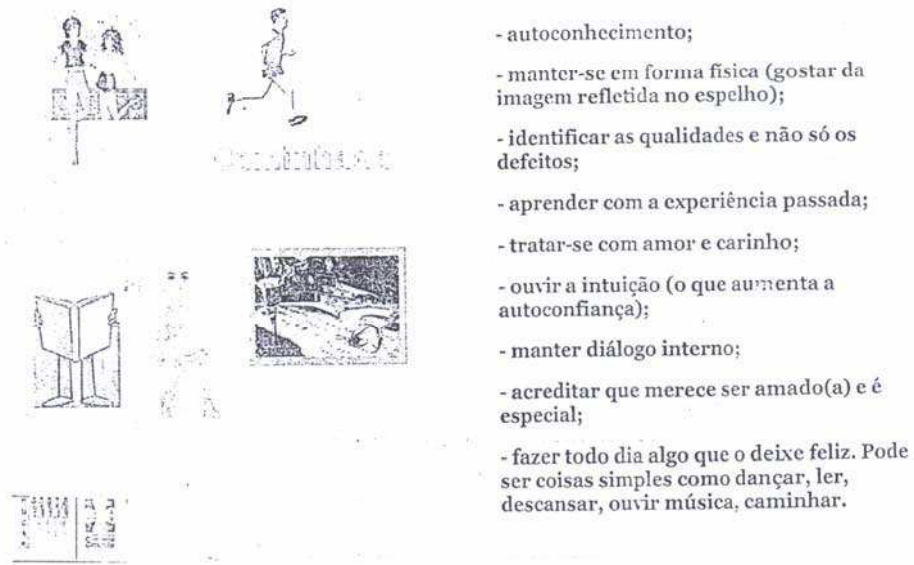 - autoconhecimento;
- manter-se em forma física (gostar da
imagem refletida no espelho);
- identificar as qualidades e não só os
defeitos;
- aprender com a experiência passada;
- tratar-se com amor e carinho;
- ouvir a intuição (o que aumenta a
autoconfiança);
- manter diálogo interno;
- acreditar que merece ser amado(a) e é
especial;
- fazer todo dia algo que o deixe feliz. Pode
ser coisas simples como dançar, ler,
descansar, ouvir música, caminhar.